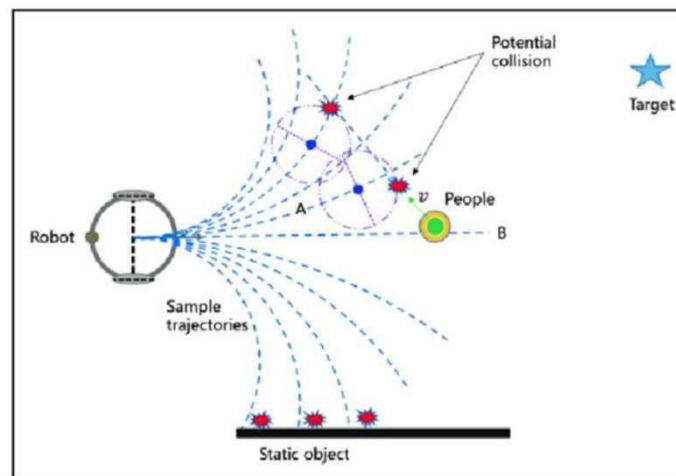 Potential
collision
Target
A
v
People
Robot
B
Sample
trajectories
Static object